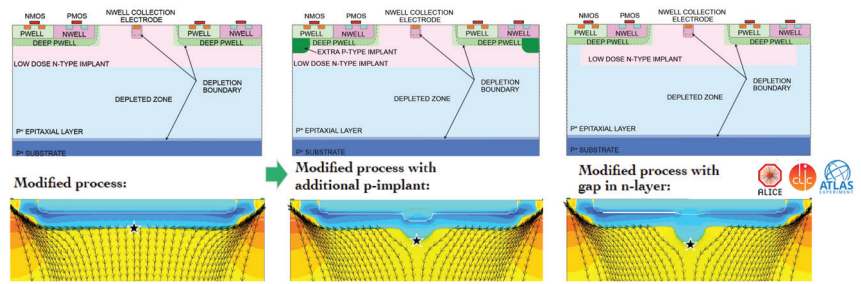 NMOS PMOS NWELL COLLECTION ELECTRODE
PWELL NWELL PWELL NWELL
DEEP PWELL DEEP PWELL
LOW DOSE N-TYPE IMPLANT
DEPLETION BOUNDARY
DEPLETED ZONE
P⁻ EPITAXIAL LAYER
P⁺ SUBSTRATE
NMOS PMOS NWELL COLLECTION ELECTRODE
PWELL NWELL PWELL NWELL
DEEP PWELL DEEP PWELL
EXTRA P-TYPE IMPLANT
LOW DOSE N-TYPE IMPLANT
DEPLETION BOUNDARY
DEPLETED ZONE
P⁻ EPITAXIAL LAYER
P⁺ SUBSTRATE
NMOS PMOS NWELL COLLECTION ELECTRODE
PWELL NWELL PWELL NWELL
DEEP PWELL DEEP PWELL
LOW DOSE N-TYPE IMPLANT
DEPLETION BOUNDARY
DEPLETED ZONE
P⁻ EPITAXIAL LAYER
P⁺ SUBSTRATE
Modified process:
Modified process with
additional p-implant:
Modified process with
gap in n-layer:
ALICE
clic
ATLAS
EXPERIMENT